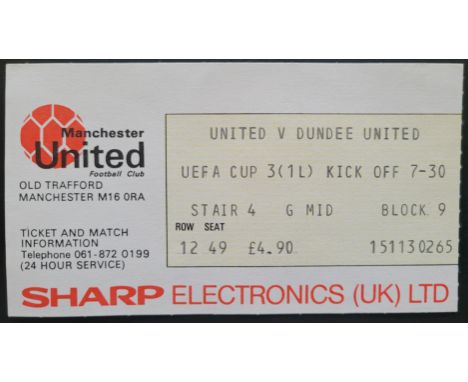 Manchester
United
Football Club
OLD TRAFFORD
MANCHESTER M16 0RA
TICKET AND MATCH
INFORMATION
Telephone 061-872 0199
(24 HOUR SERVICE)
UNITED V DUNDEE UNITED
UEFA CUP 3(1L) KICK OFF 7-30
STAIR 4 G MID BLOCK 9
ROW SEAT
12 49 £4.90 151130265
SHARP ELECTRONICS (UK) LTD